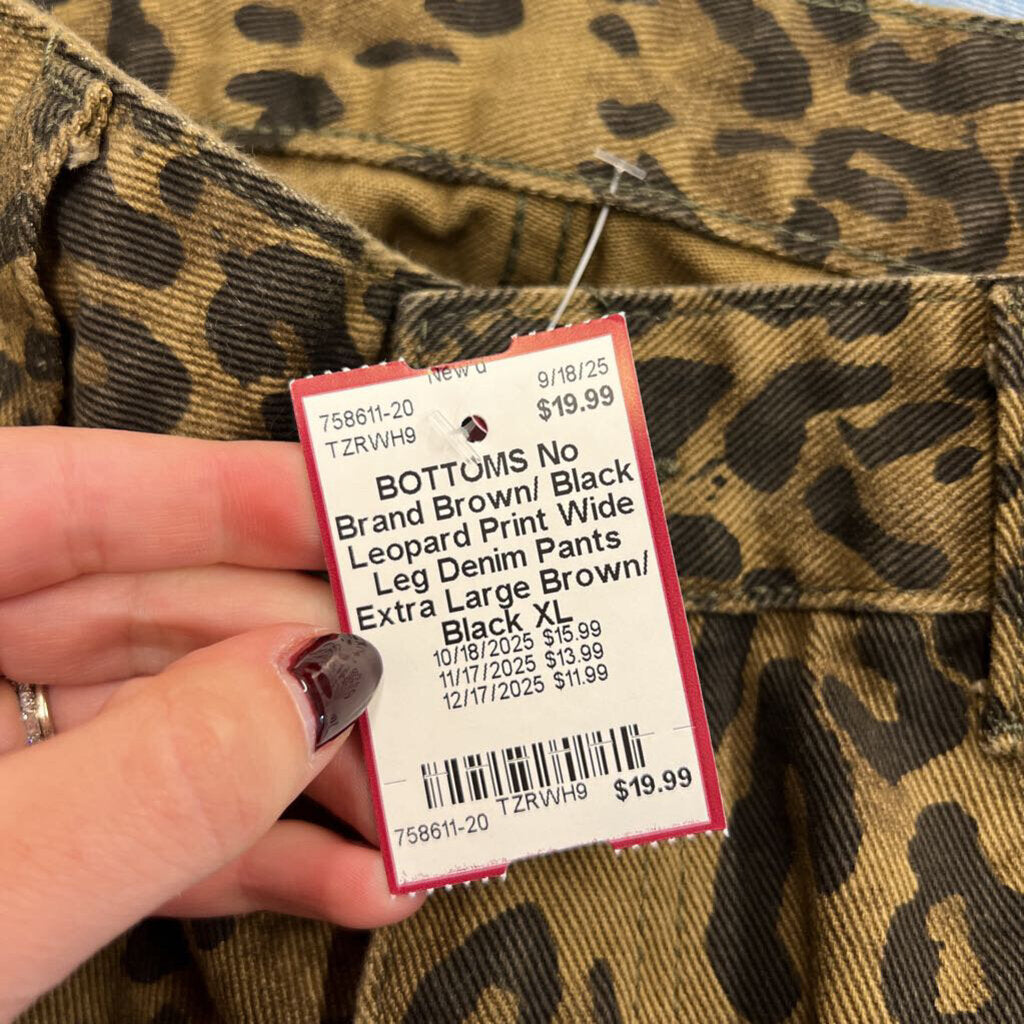 New u
758611-20 9/18/25
TZRWH9 $19.99
BOTTOMS No
Brand Brown/ Black
Leopard Print Wide
Leg Denim Pants
Extra Large Brown/
Black XL
10/18/2025 $15.99
11/17/2025 $13.99
12/17/2025 $11.99
TZRWH9 $19.99
758611-20